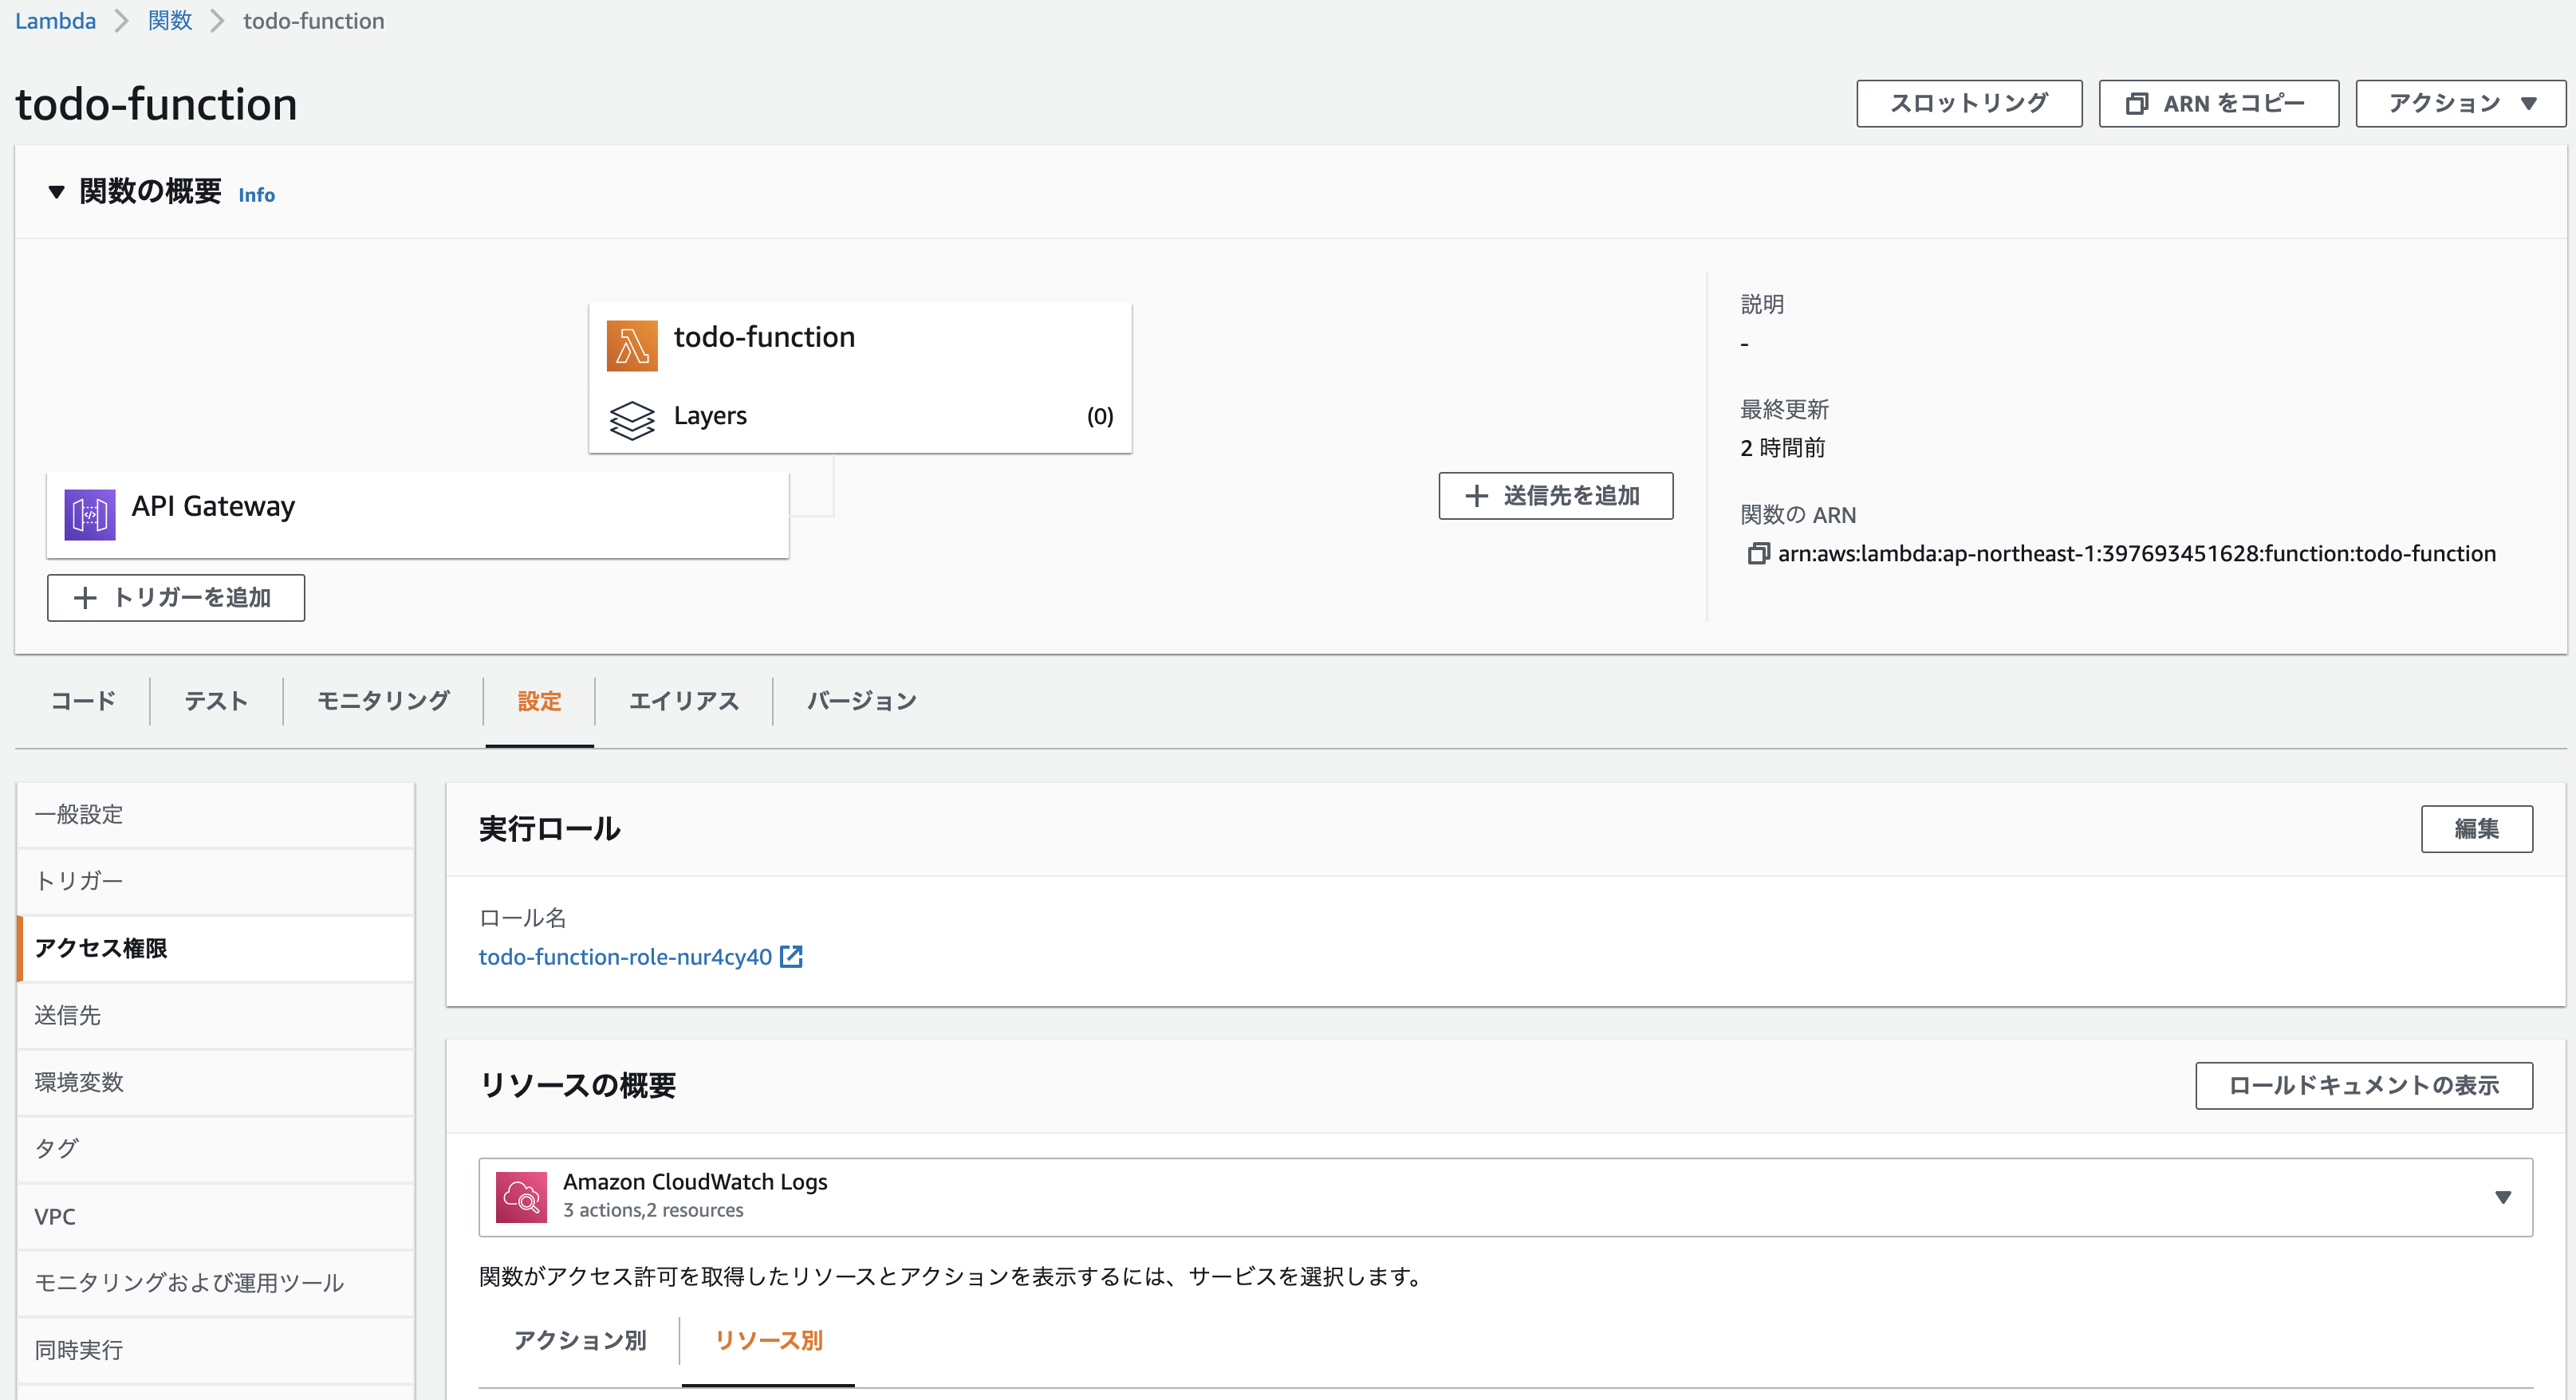 Lambda > 関数 > todo-function
todo-function
スロットリング
ARN をコピー
アクション
関数の概要 Info
todo-function
Layers (0)
API Gateway
+ トリガーを追加
+ 送信先を追加
説明
-
最終更新
2 時間前
関数の ARN
arn:aws:lambda:ap-northeast-1:397693451628:function:todo-function
コード
テスト
モニタリング
設定
エイリアス
バージョン
一般設定
トリガー
アクセス権限
送信先
環境変数
タグ
VPC
モニタリングおよび運用ツール
同時実行
実行ロール
編集
ロール名
todo-function-role-nur4cy40
リソースの概要
ロールドキュメントの表示
Amazon CloudWatch Logs
3 actions,2 resources
関数がアクセス許可を取得したリソースとアクションを表示するには、サービスを選択します。
アクション別
リソース別